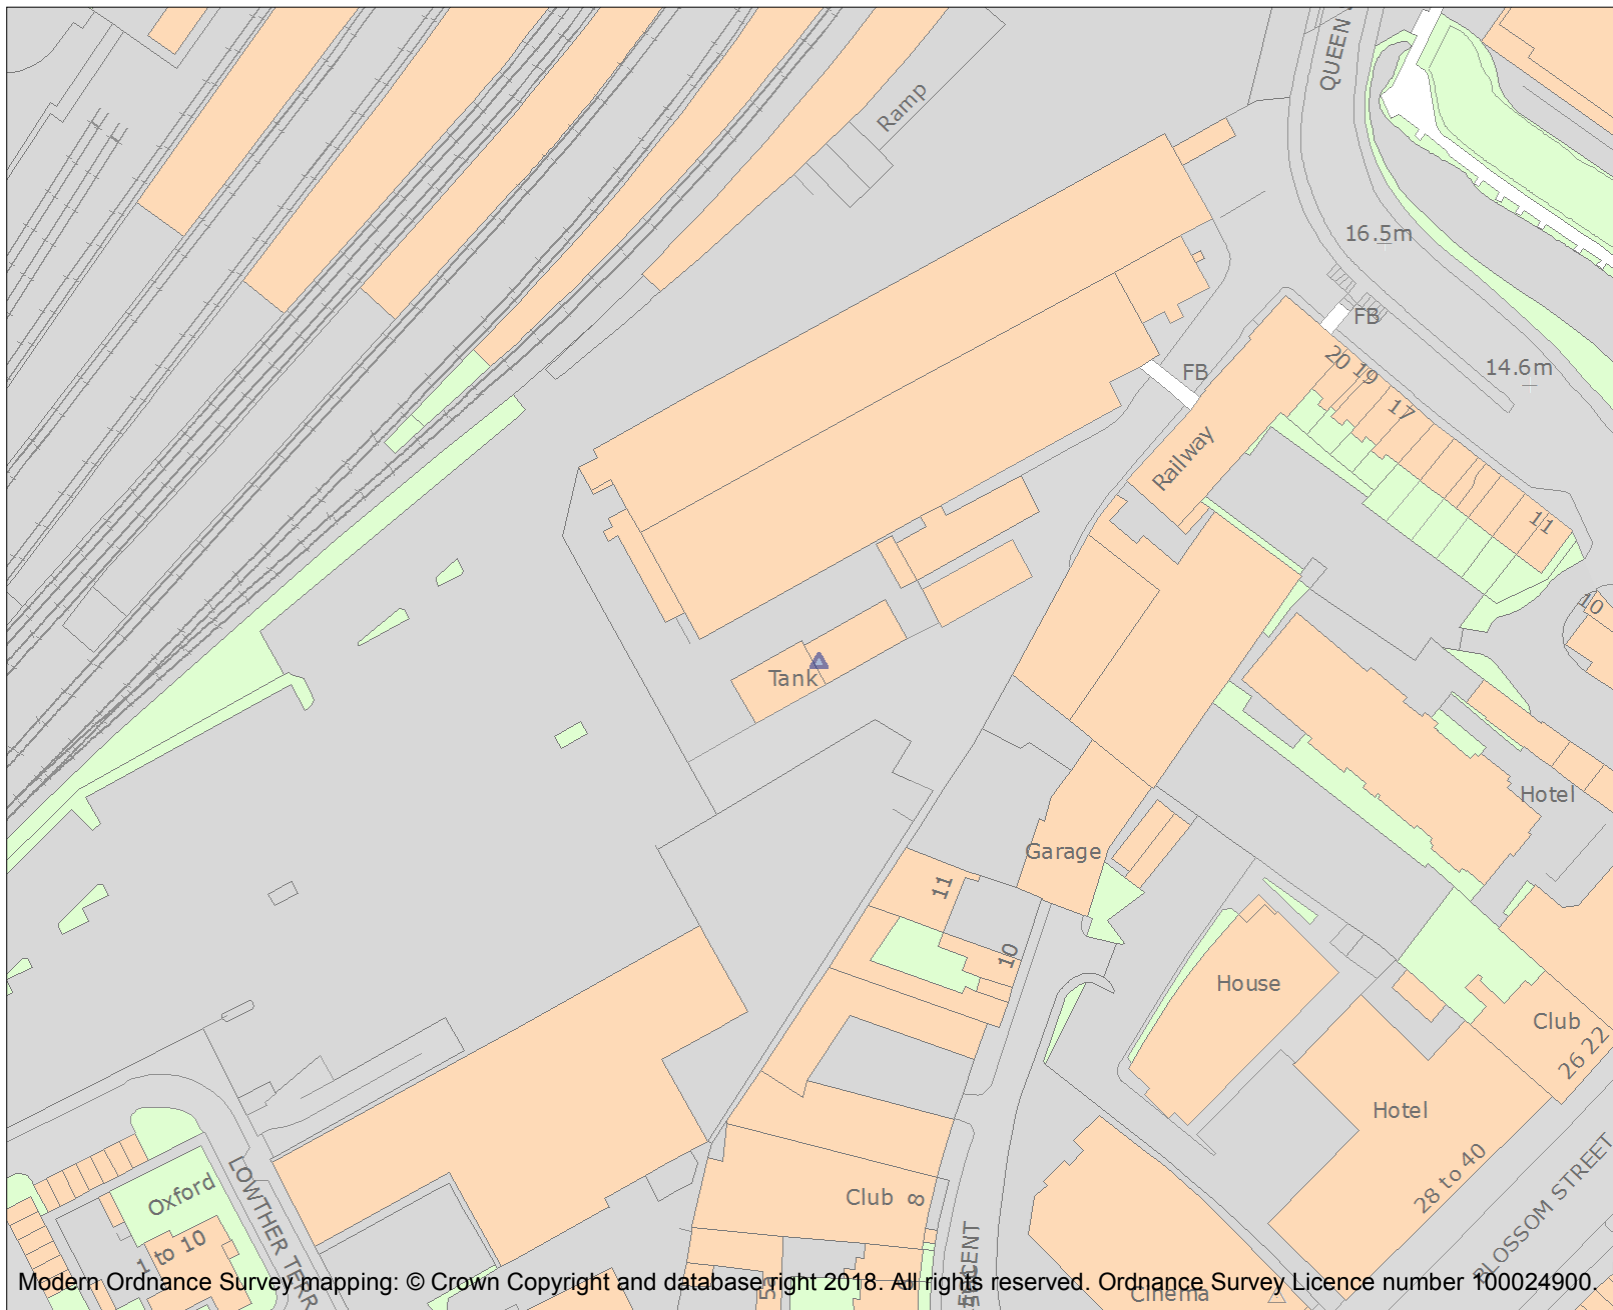 QUEEN
Ramp
16.5m
FB
20 19
14.6m
FB
17
Railway
11
10
Tank
Hotel
Garage
11
10
House
Club
26 22
Hotel
28 to 40
BLOSSOM STREET
Oxford
LOWTHER TERR
Club
8
1 to 10
Cinema
Modern Ordnance Survey mapping: © Crown Copyright and database right 2018. All rights reserved. Ordnance Survey Licence number 100024900.